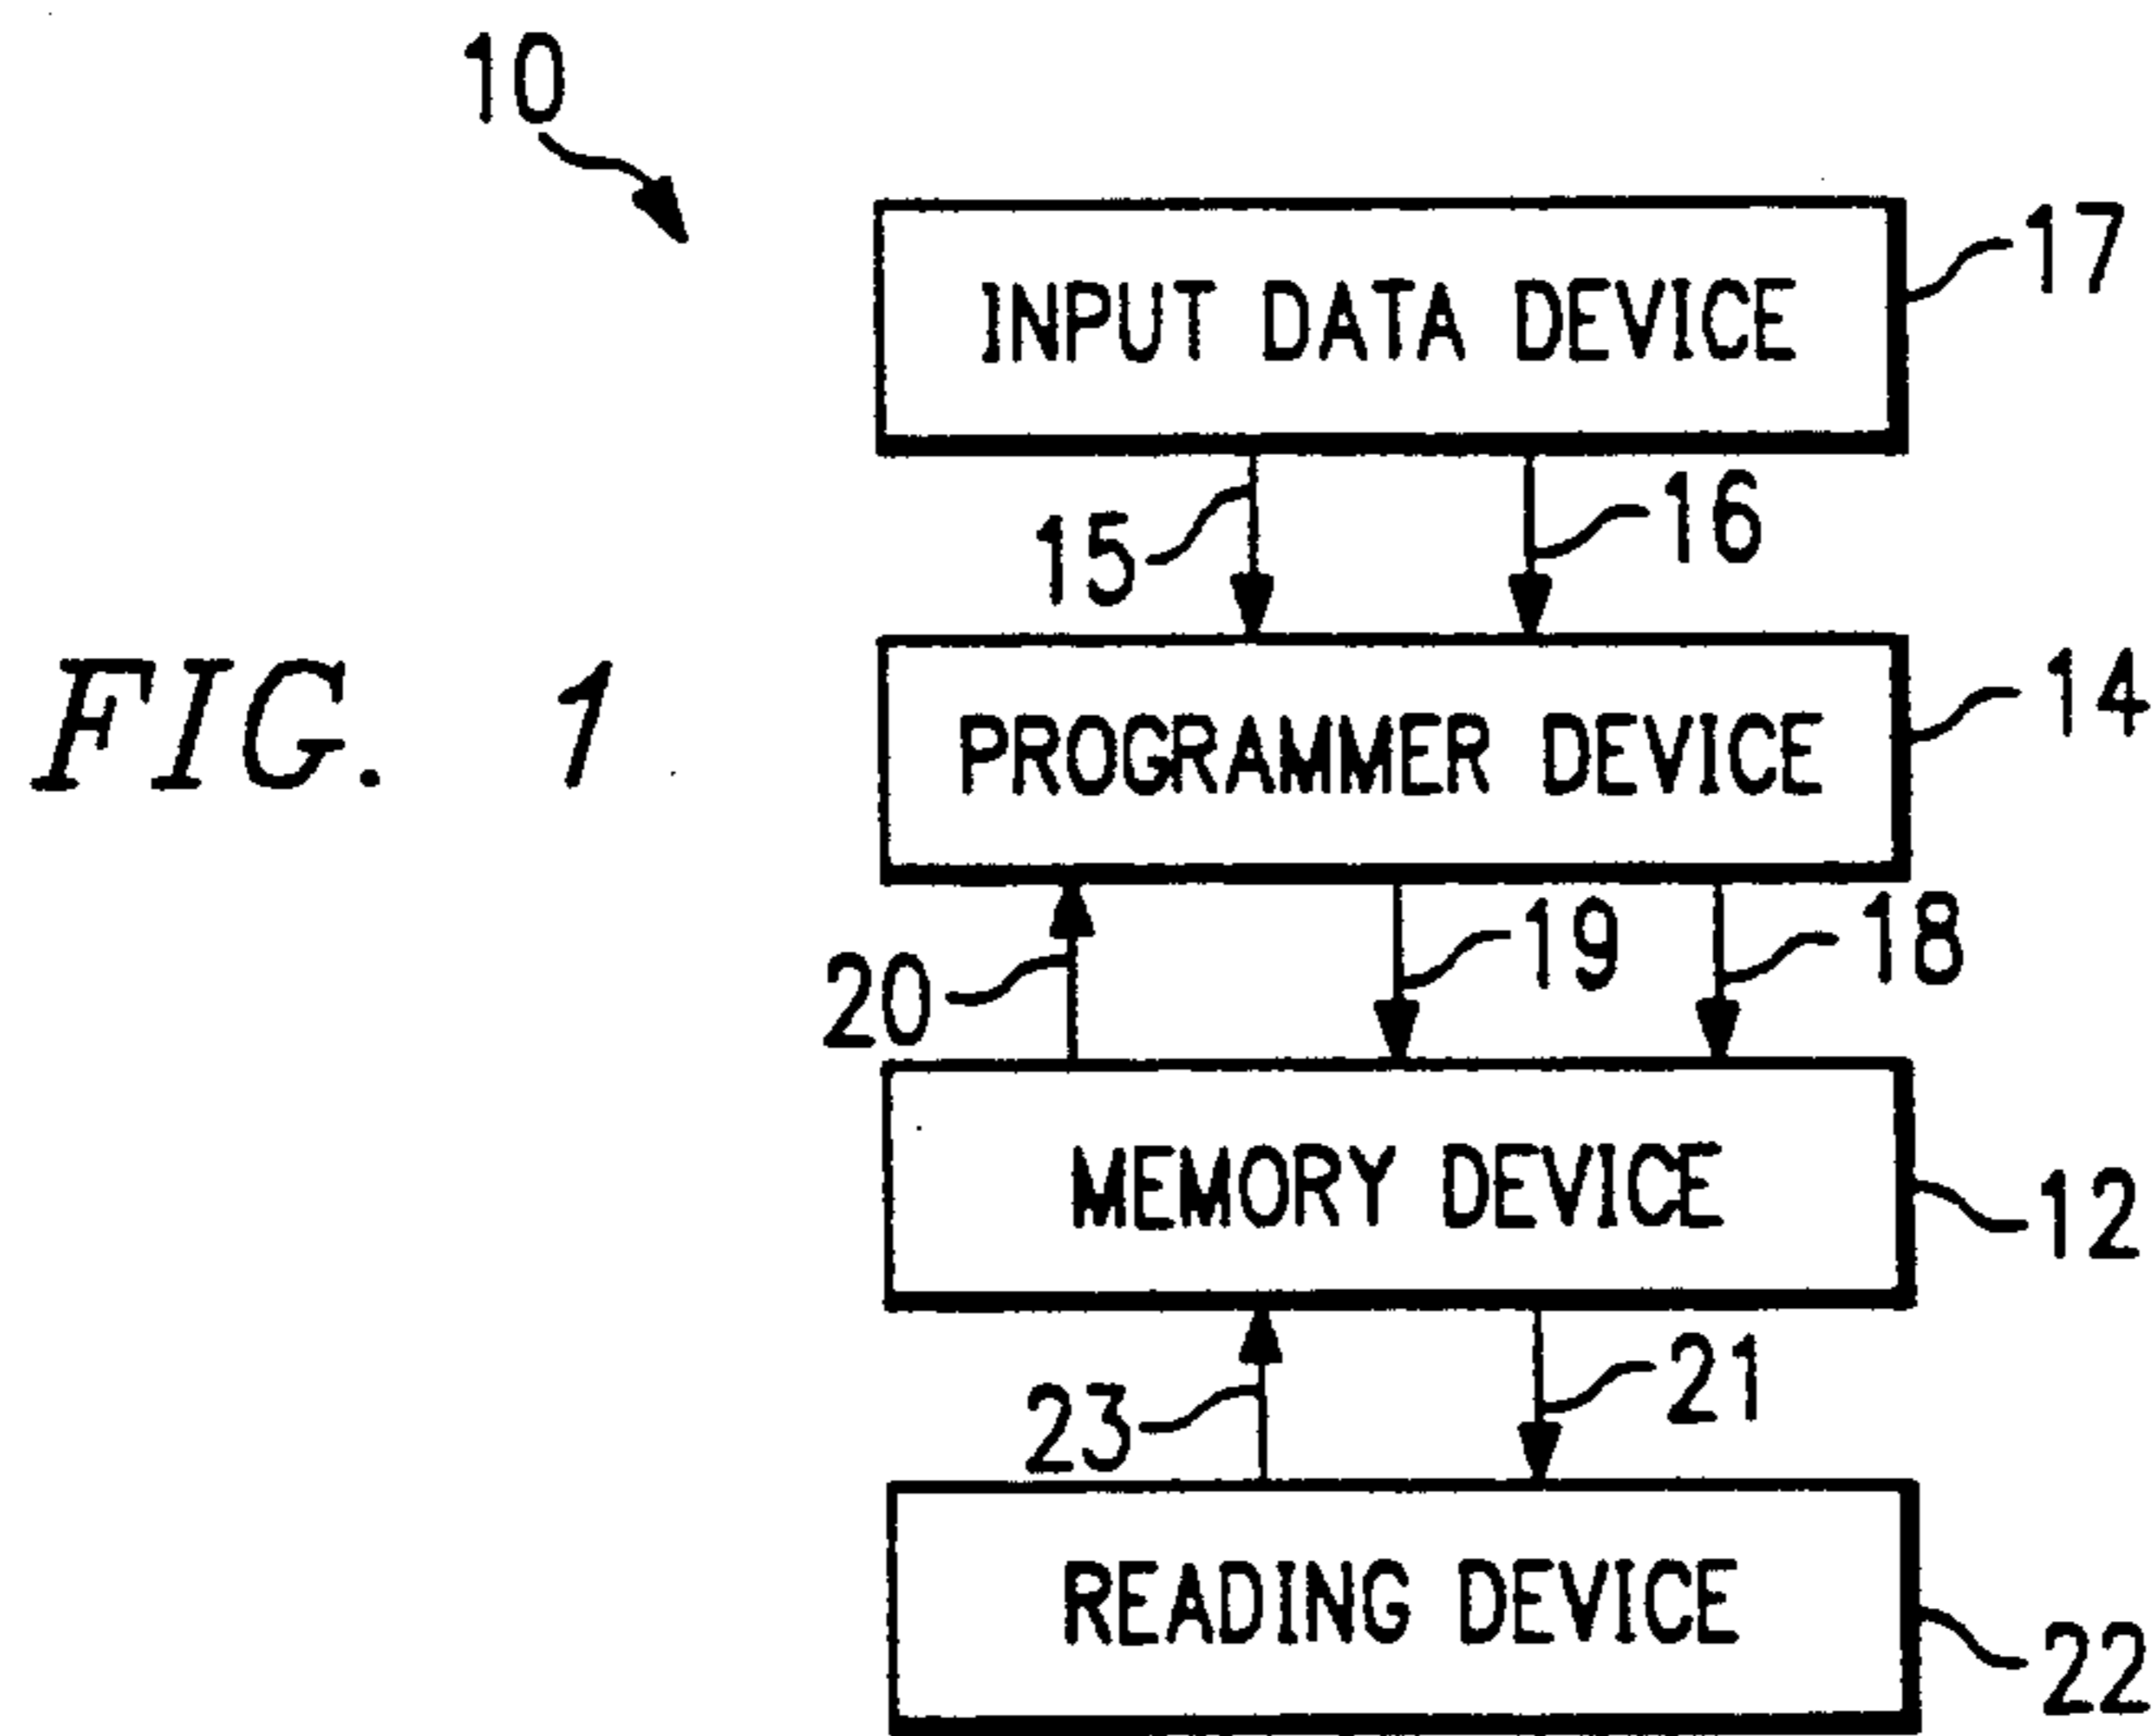 10
INPUT DATA DEVICE 17
15 16
FIG. 1
PROGRAMMER DEVICE 14
20 19 18
MEMORY DEVICE 12
23 21
READING DEVICE 22